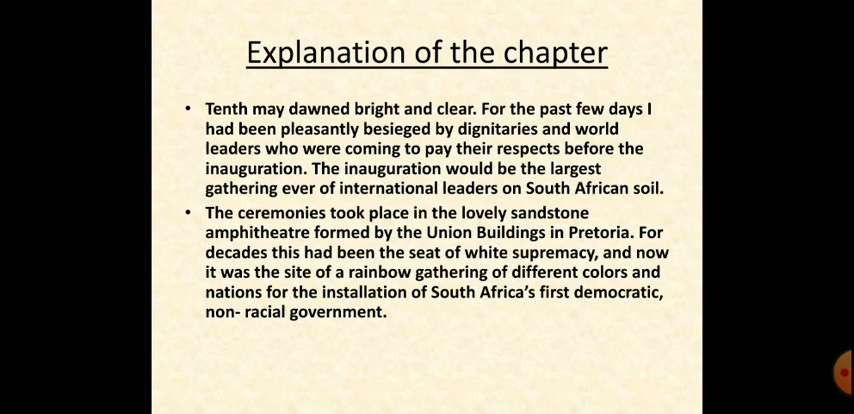 Explanation of the chapter
• Tenth may dawned bright and clear. For the past few days I
had been pleasantly besieged by dignitaries and world
leaders who were coming to pay their respects before the
inauguration. The inauguration would be the largest
gathering ever of international leaders on South African soil.
• The ceremonies took place in the lovely sandstone
amphitheatre formed by the Union Buildings in Pretoria. For
decades this had been the seat of white supremacy, and now
it was the site of a rainbow gathering of different colors and
nations for the installation of South Africa's first democratic,
non- racial government.